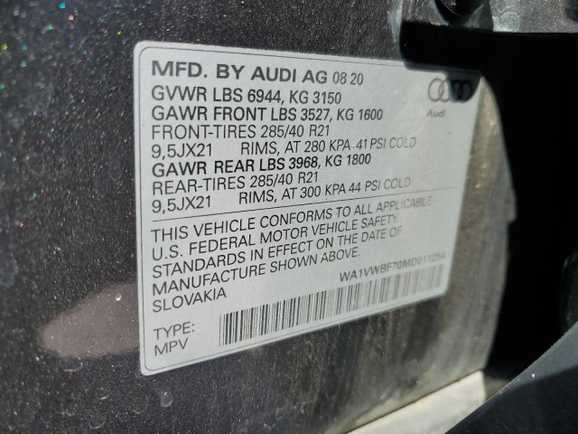 MFD. BY AUDI AG 08 20
GVWR LBS 6944, KG 3150
GAWR FRONT LBS 3527, KG 1600
FRONT-TIRES 285/40 R21
9,5JX21 RIMS, AT 280 KPA 41 PSI COLD
GAWR REAR LBS 3968, KG 1800
REAR-TIRES 285/40 R21
9,5JX21 RIMS, AT 300 KPA 44 PSI COLD
Audi
THIS VEHICLE CONFORMS TO ALL APPLICABLE
U.S. FEDERAL MOTOR VEHICLE SAFETY
STANDARDS IN EFFECT ON THE DATE OF
MANUFACTURE SHOWN ABOVE.
SLOVAKIA
WA1VWBF70MD011254
TYPE:
MPV